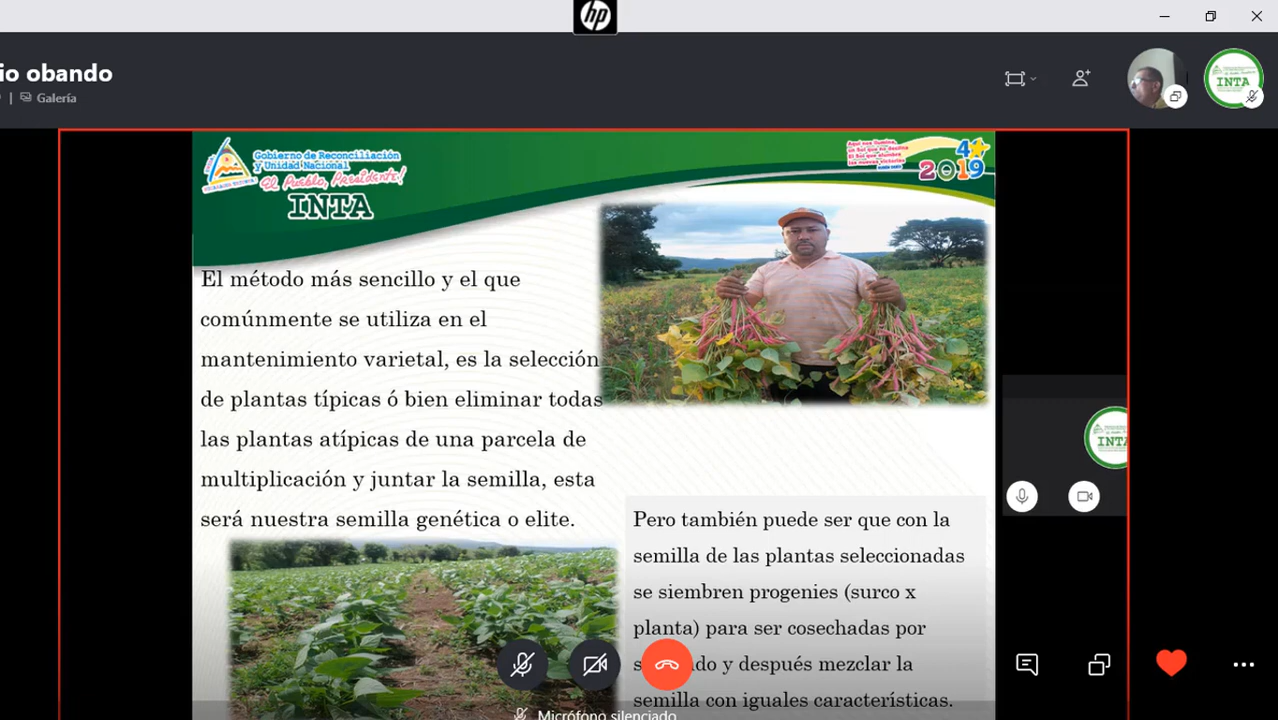 io obando
| Galería
INTA
Gobierno de Reconciliación
y Unidad Nacional
El Pueblo, Presidente!
INTA
4
2019
El método más sencillo y el que
comúnmente se utiliza en el
mantenimiento varietal, es la selección
de plantas típicas ó bien eliminar todas
las plantas atípicas de una parcela de
multiplicación y juntar la semilla, esta
será nuestra semilla genética o elite.
Pero también puede ser que con la
semilla de las plantas seleccionadas
se siembren progenies (surco x
planta) para ser cosechadas por
do y después mezclar la
semilla con iguales características.
INT
Micrófono silenciado
hp